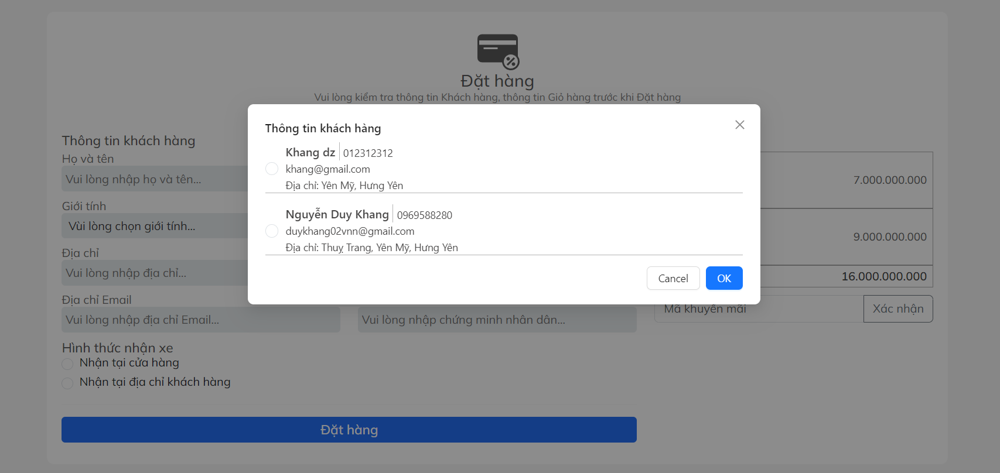 Đặt hàng
Vui lòng kiểm tra thông tin Khách hàng, thông tin Giỏ hàng trước khi Đặt hàng
Thông tin khách hàng
Khang dz 012312312
khang@gmail.com
Địa chỉ: Yên Mỹ, Hưng Yên
Nguyễn Duy Khang 0969588280
duykhang02vnn@gmail.com
Địa chỉ: Thuỵ Trang, Yên Mỹ, Hưng Yên
Cancel OK
Thông tin khách hàng
Họ và tên
Vui lòng nhập họ và tên...
Giới tính
Vùi lòng chọn giới tính...
Địa chỉ
Vui lòng nhập địa chỉ...
Địa chỉ Email
Vui lòng nhập địa chỉ Email...
Vui lòng nhập chứng minh nhân dân...
Hình thức nhận xe
Nhận tại cửa hàng
Nhận tại địa chỉ khách hàng
Đặt hàng
7.000.000.000
9.000.000.000
16.000.000.000
Mã khuyến mãi Xác nhận